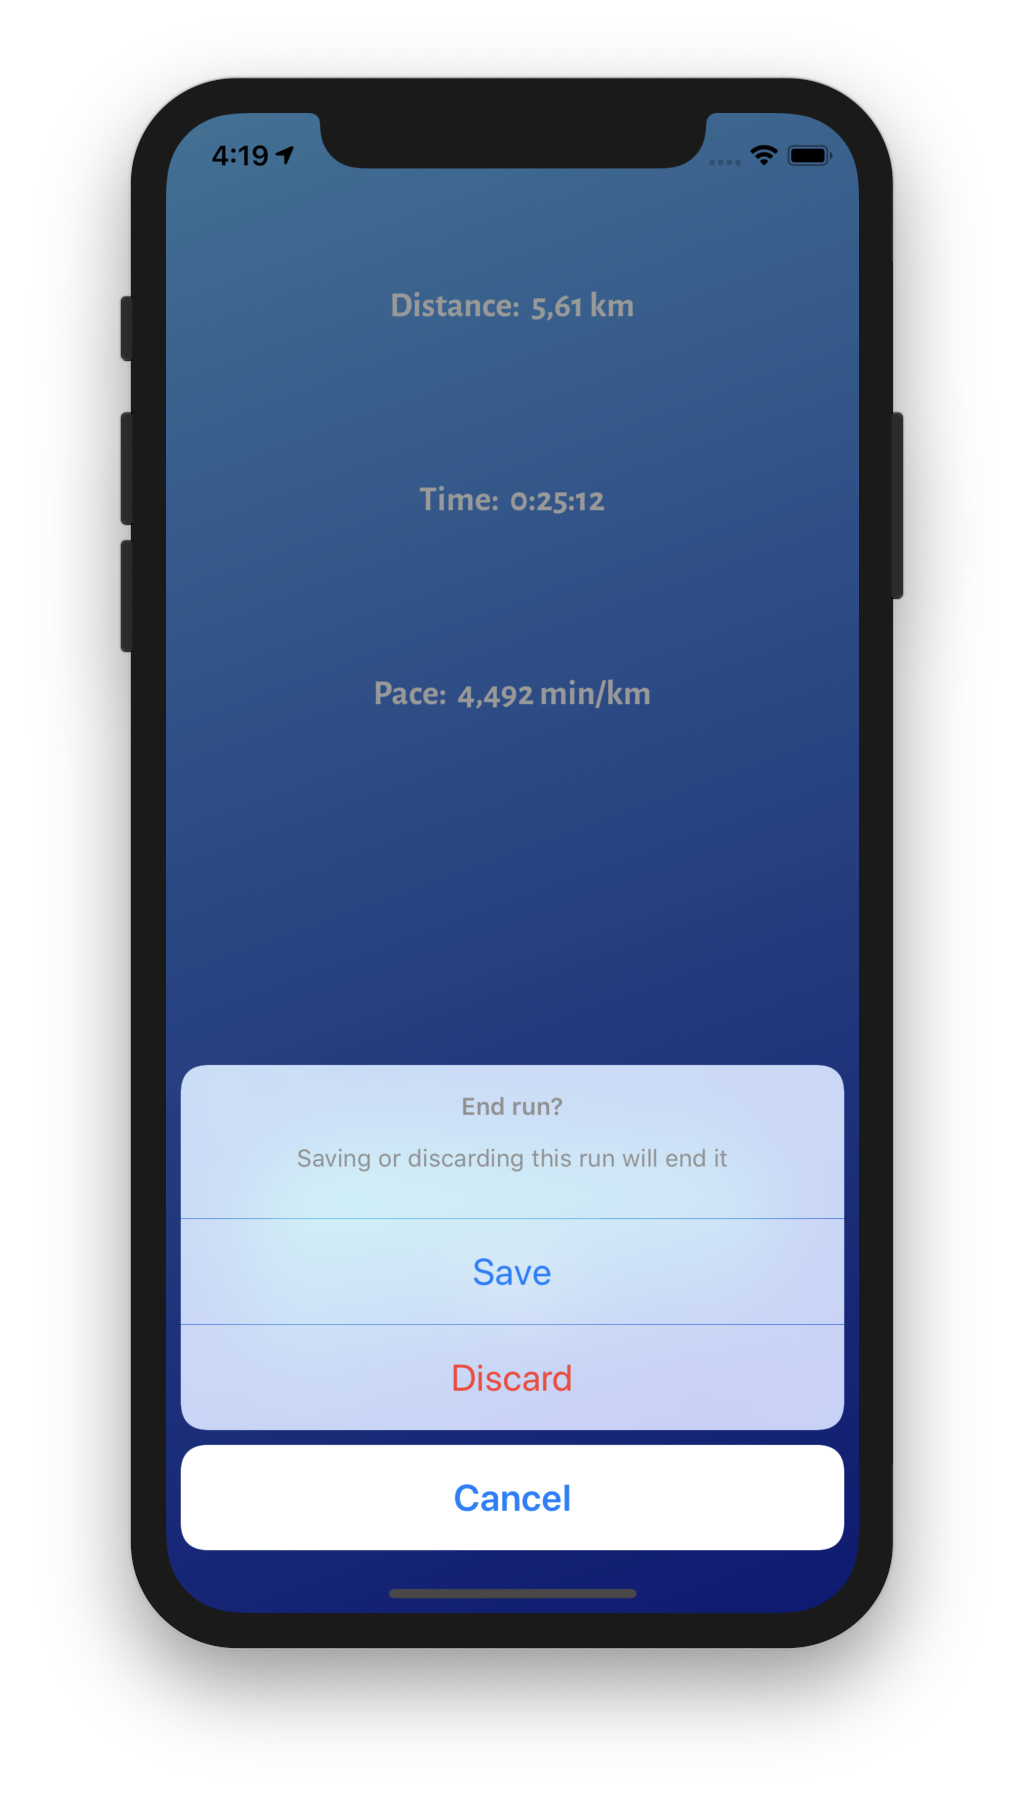 4:19
Distance: 5,61 km
Time: 0:25:12
Pace: 4,492 min/km
End run?
Saving or discarding this run will end it
Save
Discard
Cancel